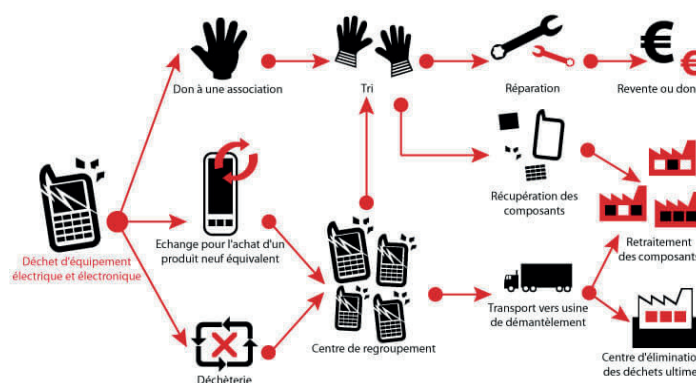 Don à une association
Tri
Réparation
Revente ou don
Déchet d'équipement
électrique et électronique
Echange pour l'achat d'un
produit neuf équivalent
Récupération des
composants
Retraitement
des composants
Centre de regroupement
Transport vers usine
de démantèlement
Déchèterie
Centre d'élimination
des déchets ultime